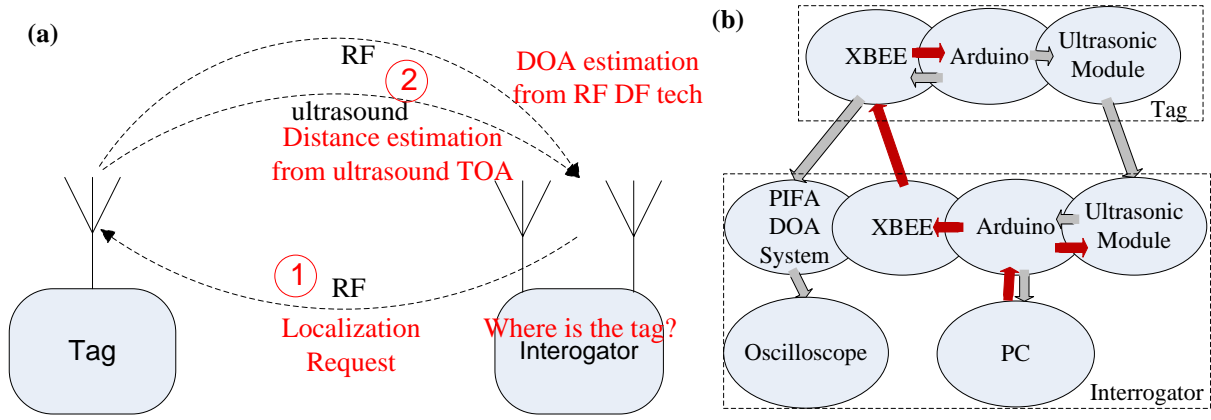 (a)
RF
2
ultrasound
DOA estimation
from RF DF tech
Distance estimation
from ultrasound TOA
1
RF
Localization
Request
Where is the tag?
Tag
Interogator
(b)
XBEE
Arduino
Ultrasonic
Module
Tag
PIFA
DOA
System
XBEE
Arduino
Ultrasonic
Module
Oscilloscope
PC
Interrogator